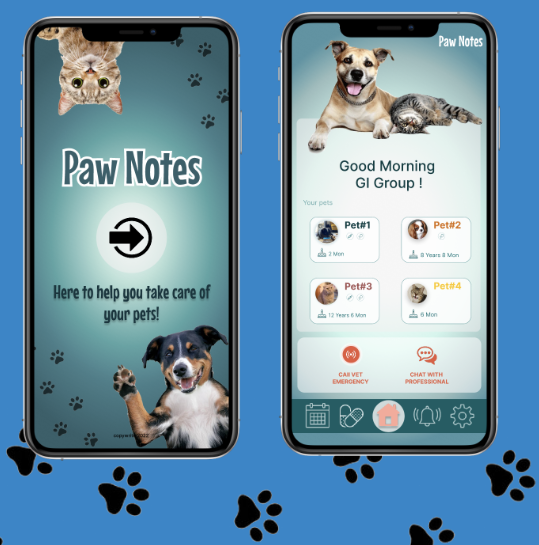 Paw Notes
Here to help you take care of
your pets!
Paw Notes
Good Morning
GI Group !
Your pets
Pet#1
3 Mon
Pet#2
8 Years 8 Mon
Pet#3
12 Years 6 Mon
Pet#4
6 Mon
Call VET
EMERGENCY
CHAT WITH
PROFESSIONAL